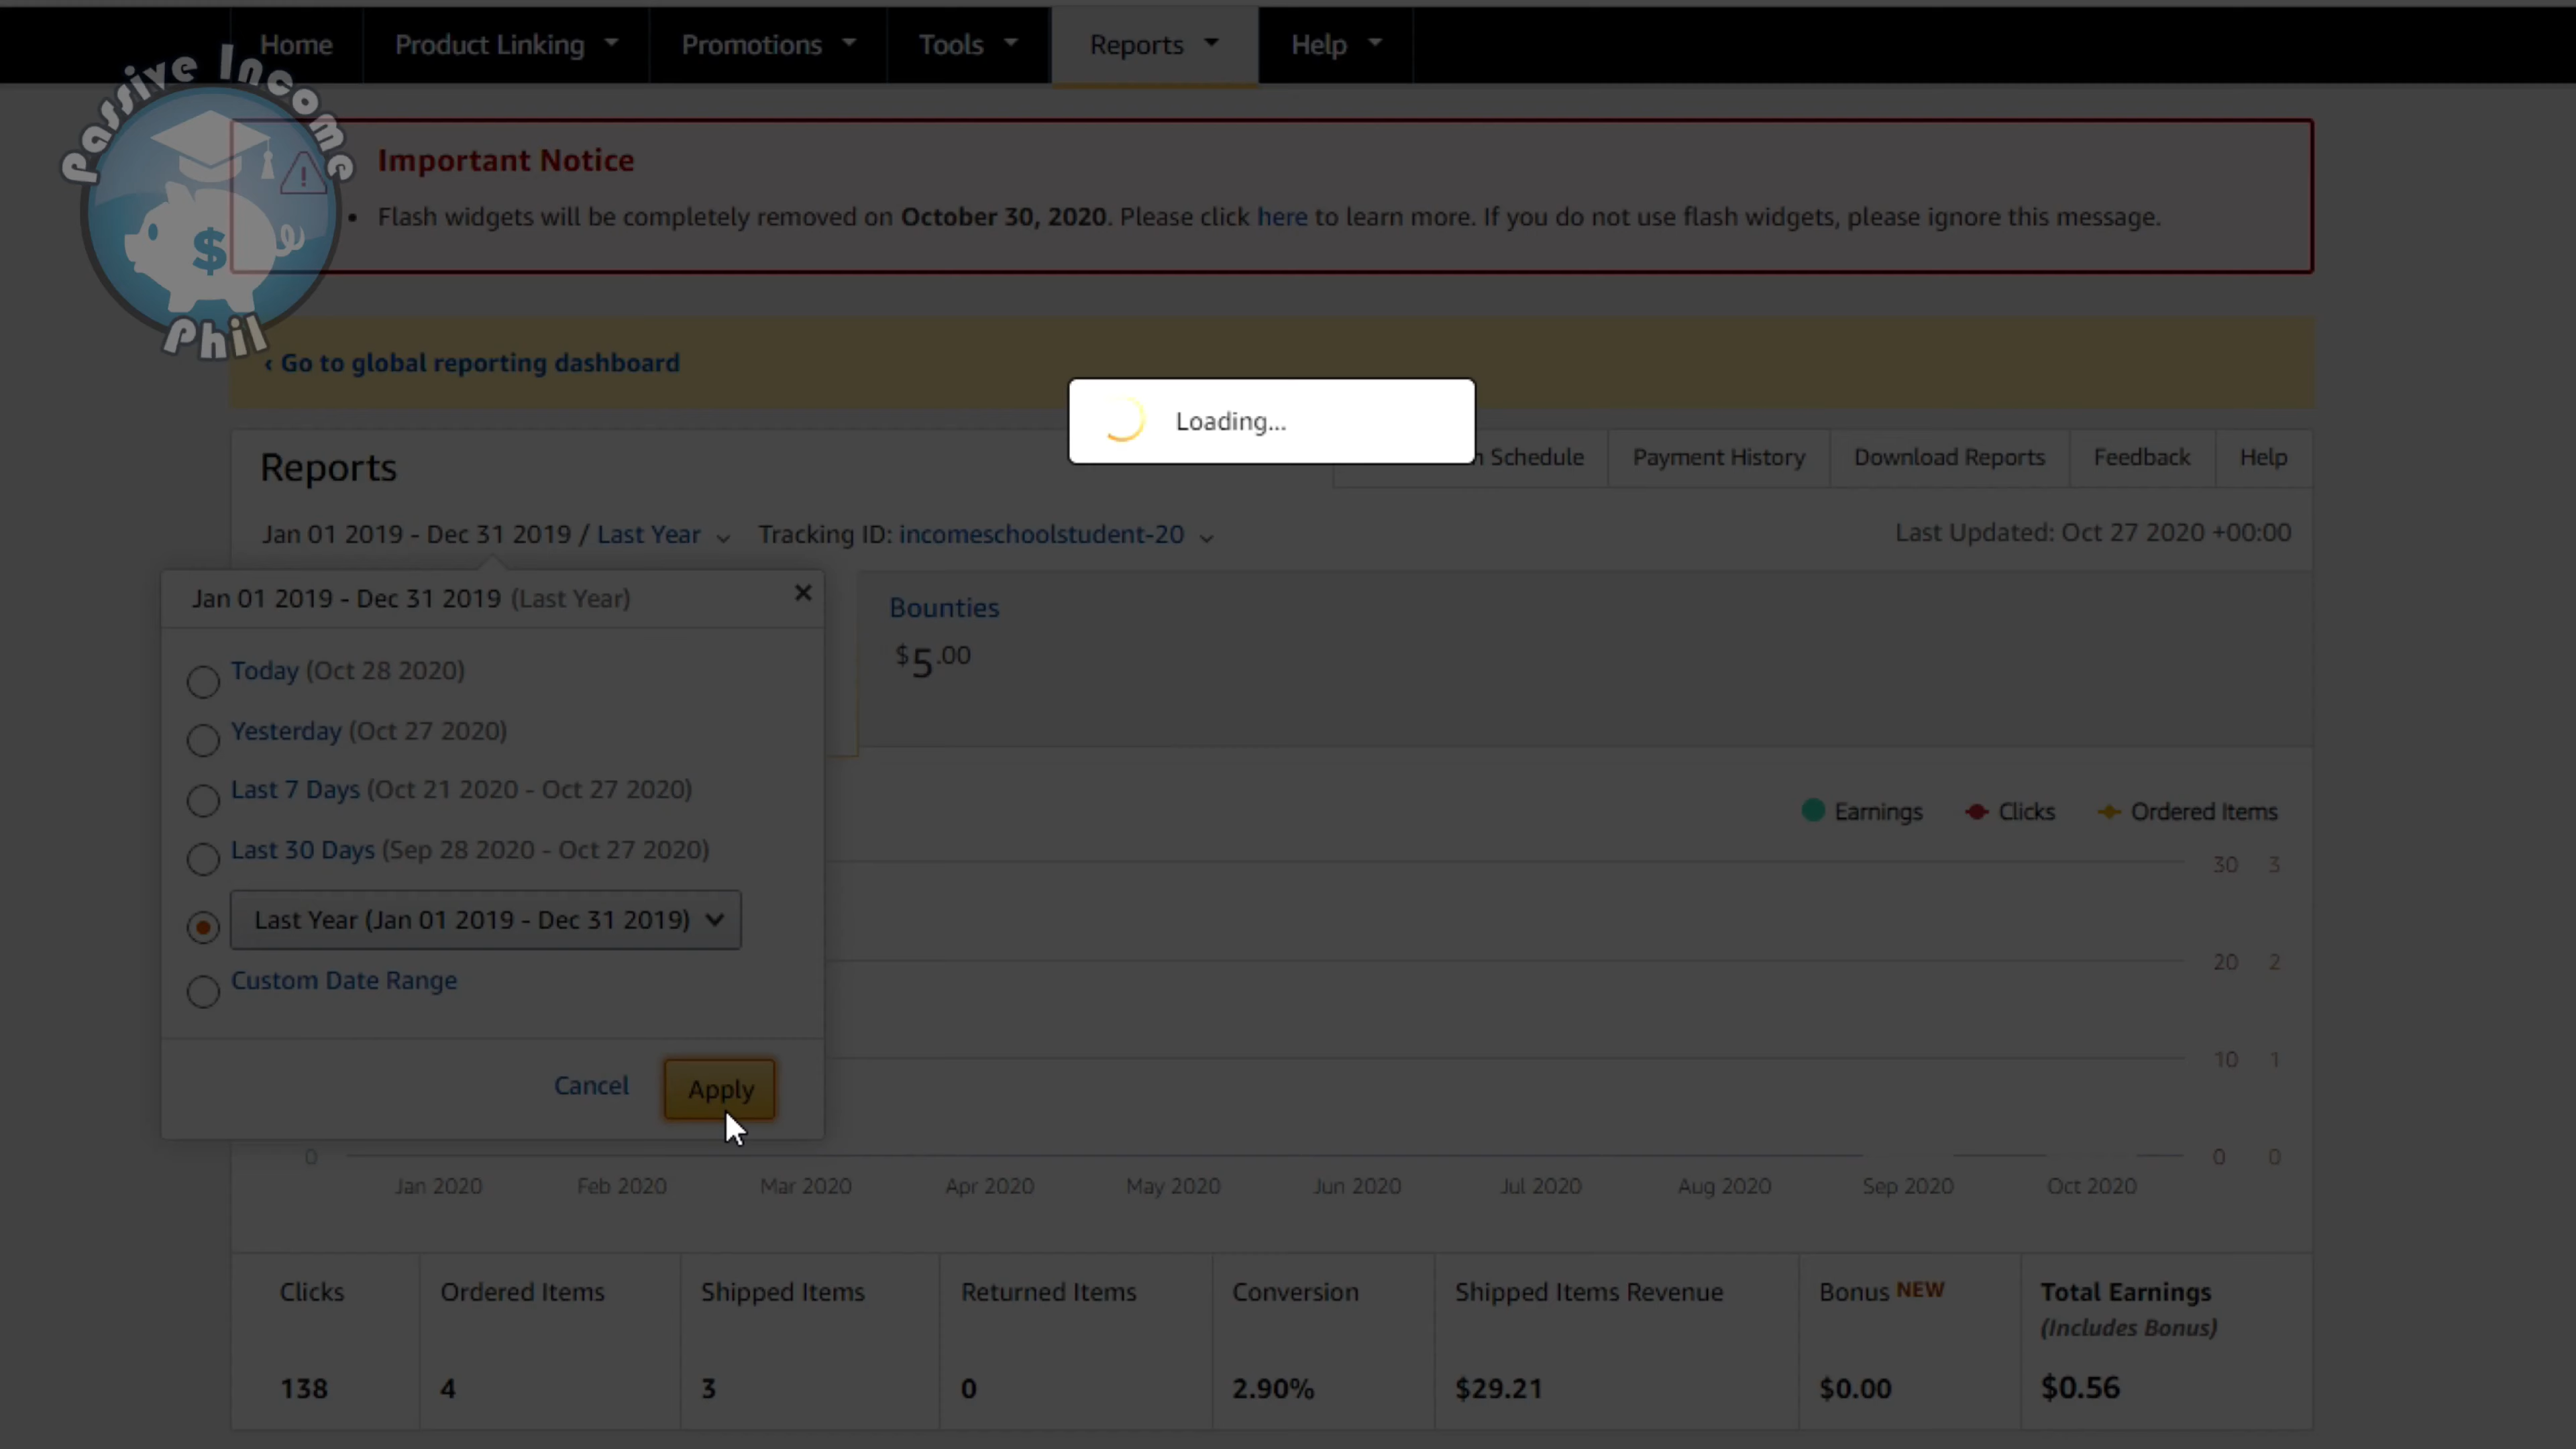 Home Product Linking Promotions Tools Reports Help
Passive Income
Phil
$
Important Notice
• Flash widgets will be completely removed on October 30, 2020. Please click here to learn more. If you do not use flash widgets, please ignore this message.
‹ Go to global reporting dashboard
Loading...
Reports
Schedule Payment History Download Reports Feedback Help
Jan 01 2019 - Dec 31 2019 / Last Year Tracking ID: incomeschoolstudent-20 Last Updated: Oct 27 2020 +00:00
Jan 01 2019 - Dec 31 2019 (Last Year)
Today (Oct 28 2020)
Yesterday (Oct 27 2020)
Last 7 Days (Oct 21 2020 - Oct 27 2020)
Last 30 Days (Sep 28 2020 - Oct 27 2020)
Last Year (Jan 01 2019 - Dec 31 2019)
Custom Date Range
Cancel Apply
Bounties
$5.00
Earnings Clicks Ordered Items
30 3
20 2
10 1
0 0 0
Jan 2020 Feb 2020 Mar 2020 Apr 2020 May 2020 Jun 2020 Jul 2020 Aug 2020 Sep 2020 Oct 2020
Clicks Ordered Items Shipped Items Returned Items Conversion Shipped Items Revenue Bonus NEW Total Earnings
(Includes Bonus)
138 4 3 0 2.90% $29.21 $0.00 $0.56